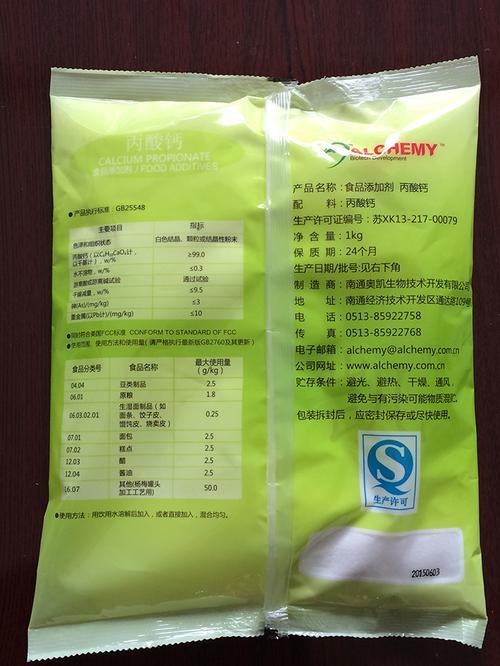 丙酸钙
CALCIUM PROPIONATE
食品添加剂 / FOOD ADDITIVES
产品执行标准：GB25548
主要项目 指标
色泽和组织状态 白色结晶、颗粒或结晶性粉末
丙酸钙（以C₆H₁₀CaO₄计，以干基计），w/% ≥99.0
水不溶物，w/% ≤0.3
游离酸或游离碱试验 通过试验
干燥减量，w/% ≤9.5
砷(As)/(mg/kg) ≤3
重金属(以Pb计)/(mg/kg) ≤10
同时符合美国FCC标准 CONFORM TO STANDARD OF FCC
使用范围、使用方法和使用量( 请严格执行最新版GB2760及其更新 )
食品分类号 食品名称 最大使用量（g/kg）
04.04 豆类制品 2.5
06.01 原粮 1.8
06.03.02.01 生湿面制品（如面条、饺子皮、馄饨皮、烧卖皮） 0.25
07.01 面包 2.5
07.02 糕点 2.5
12.03 醋 2.5
12.04 酱油 2.5
16.07 其他(杨梅罐头加工工艺用) 50.0
使用方法：用饮用水溶解后加入，或者直接加入，混合均匀。
ALCHEMY™
Biotech Development
产品名称：食品添加剂 丙酸钙
配 料：丙酸钙
生产许可证编号：苏XK13-217-00079
净 含 量：1kg
保 质 期：24个月
生产日期/批号:见右下角
制 造 商：南通奥凯生物技术开发有限公
地 址：南通经济技术开发区通达路109号
电 话：0513-85922758
传 真：0513-85922768
电子邮箱：alchemy@alchemy.com.cn
公司网址：www.alchemy.com.cn
贮存条件：避光、避热、干燥、通风，
避免与有污染可能物质混贮。
包装拆封后，应密封保存或尽快使用。
QS
生产许可
20150603